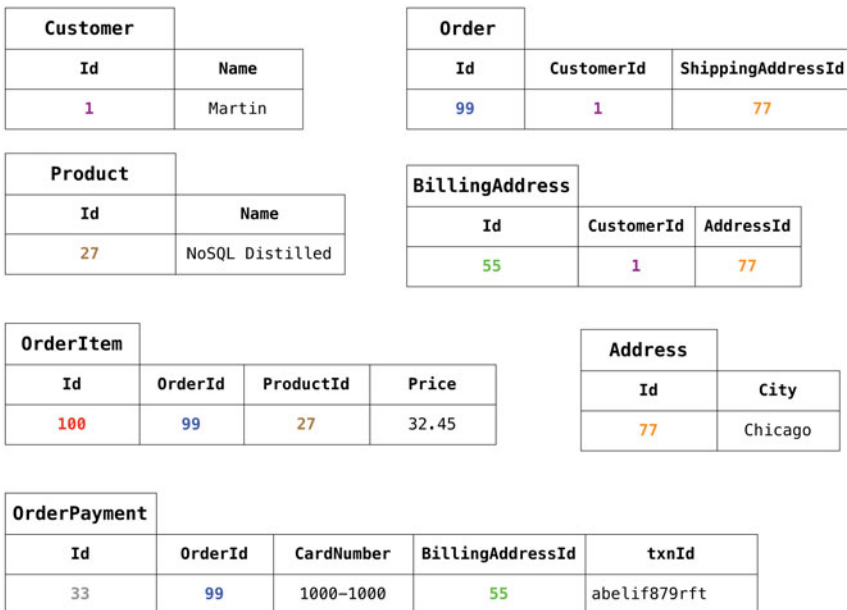 Customer
Id Name
1 Martin
Order
Id CustomerId ShippingAddressId
99 1 77
Product
Id Name
27 NoSQL Distilled
BillingAddress
Id CustomerId AddressId
55 1 77
OrderItem
Id OrderId ProductId Price
100 99 27 32.45
Address
Id City
77 Chicago
OrderPayment
Id OrderId CardNumber BillingAddressId txnId
33 99 1000-1000 55 abelif879rft